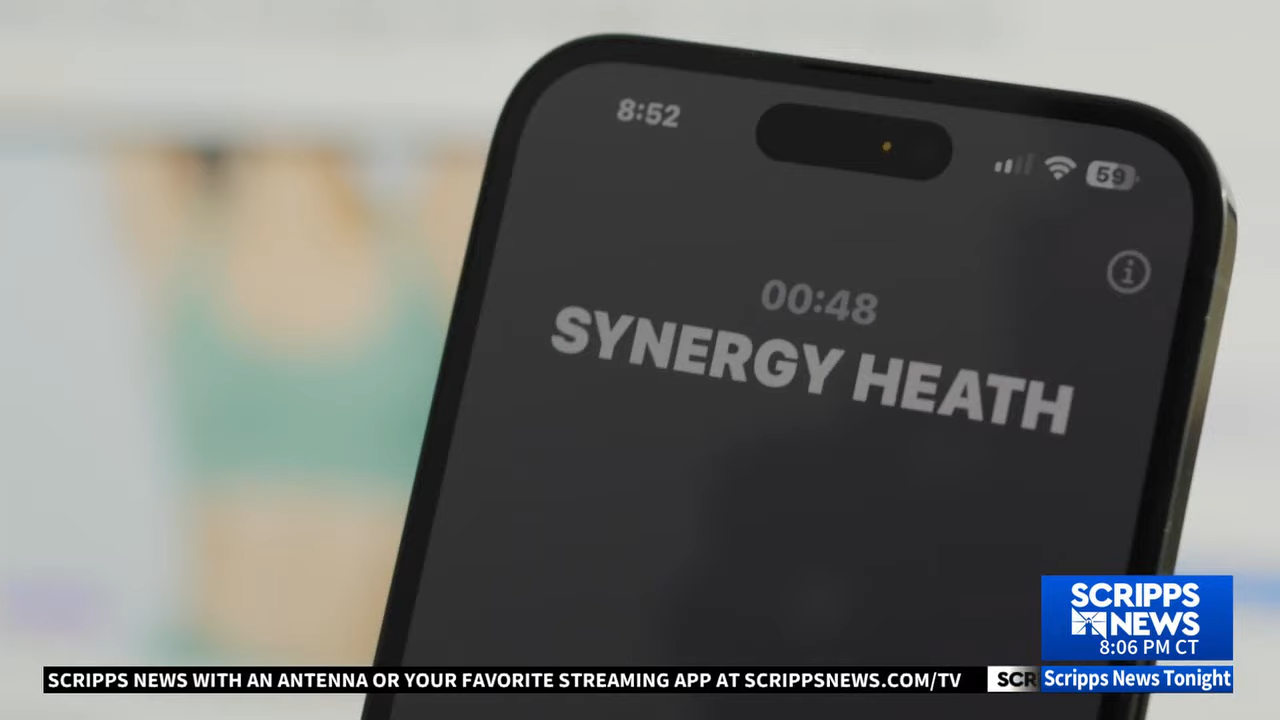 8:52
59
00:48
SYNERGY HEATH
SCRIPPS
NEWS
8:06 PM CT
SCRIPPS NEWS WITH AN ANTENNA OR YOUR FAVORITE STREAMING APP AT SCRIPPSNEWS.COM/TV
SCR
Scripps News Tonight